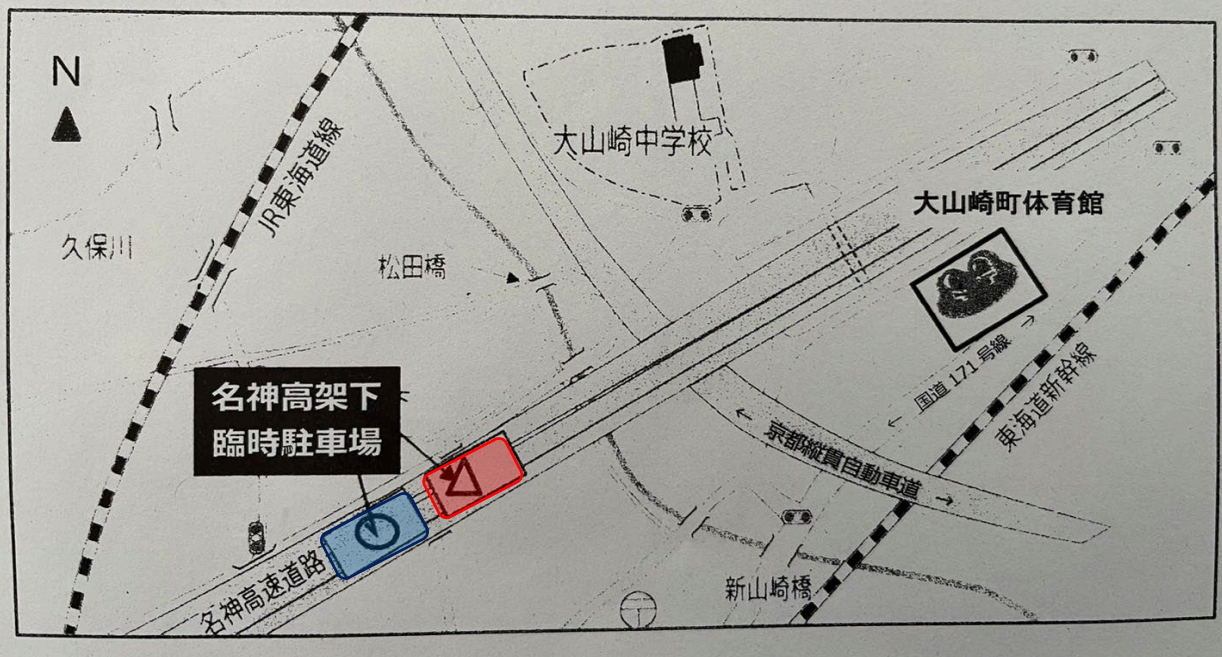 N
大山崎中学校
JR東海道線
大山崎町体育館
久保川
松田橋
国道171号線
東海道新幹線
名神高架下
臨時駐車場
京都縦貫自動車道
名神高速道路
新山崎橋